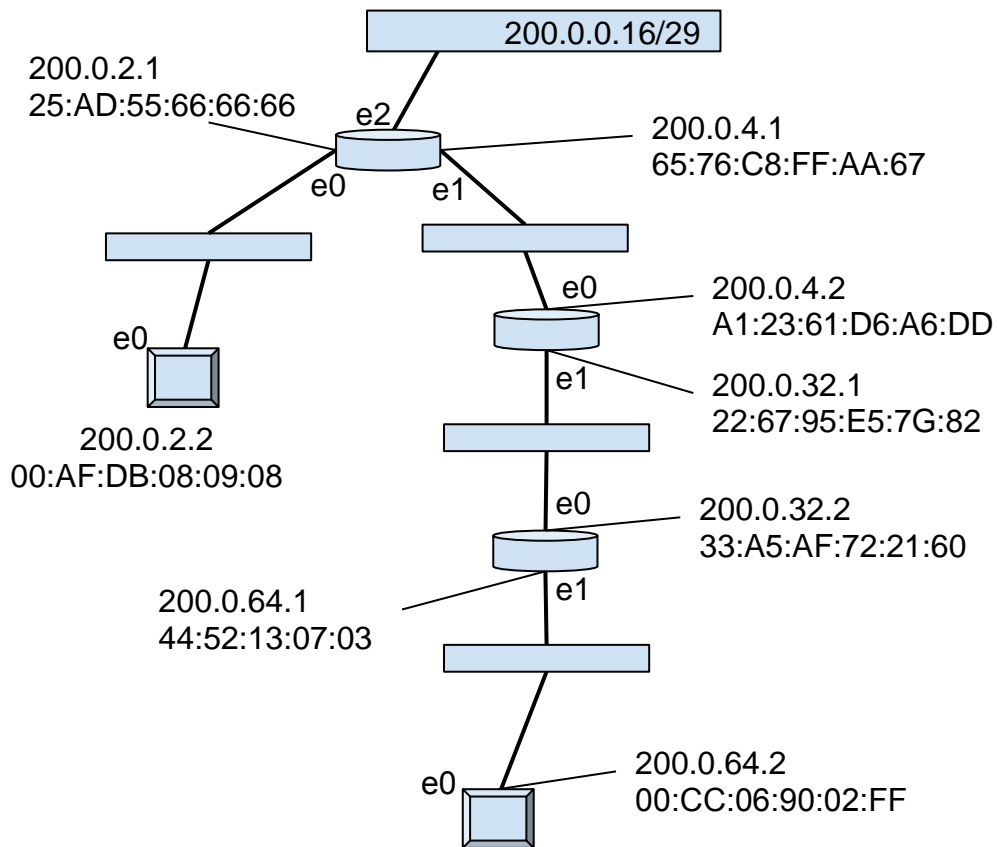 200.0.0.16/29
200.0.2.1
25:AD:55:66:66:66
e2
200.0.4.1
65:76:C8:FF:AA:67
e0
e1
e0
200.0.4.2
A1:23:61:D6:A6:DD
e0
e1
200.0.32.1
22:67:95:E5:7G:82
200.0.2.2
00:AF:DB:08:09:08
e0
200.0.32.2
33:A5:AF:72:21:60
e1
200.0.64.1
44:52:13:07:03
200.0.64.2
00:CC:06:90:02:FF
e0